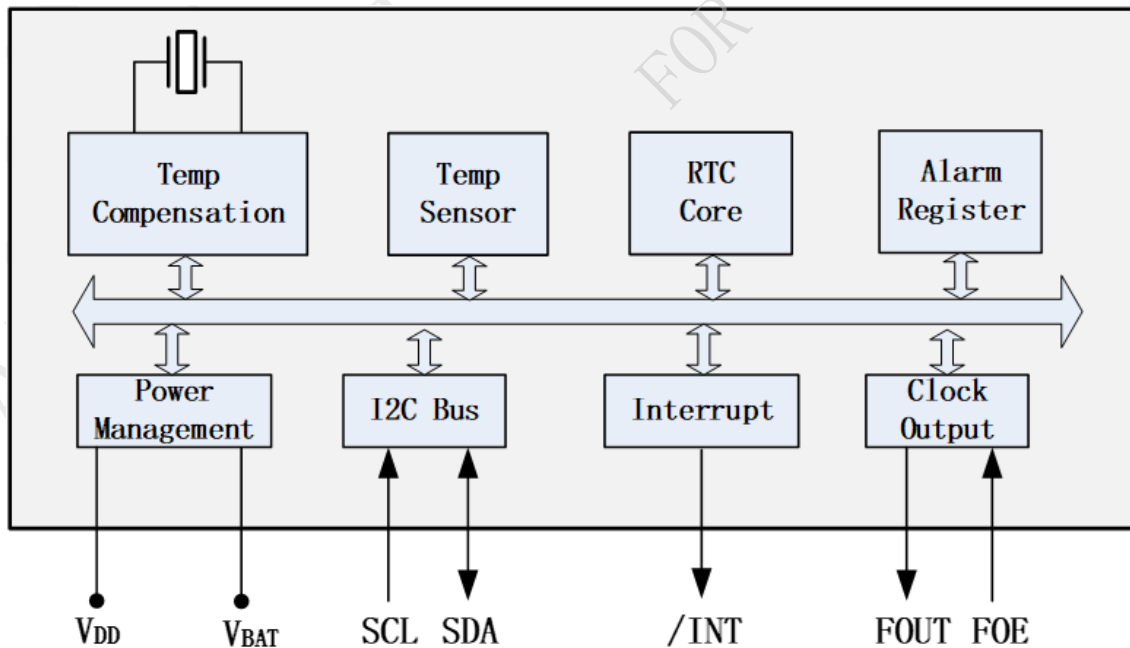 FOR
Temp
Compensation
Temp
Sensor
RTC
Core
Alarm
Register
Power
Management
I2C Bus
Interrupt
Clock
Output
VDD
VBAT
SCL
SDA
/INT
FOUT
FOE